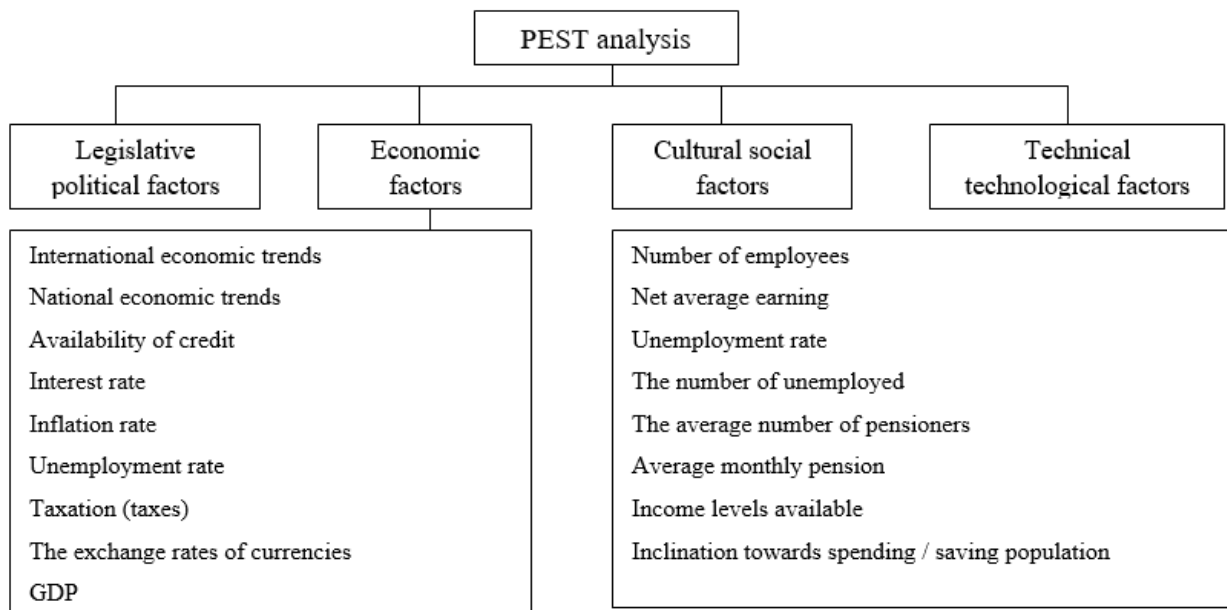 PEST analysis
Legislative
political factors
Economic
factors
Cultural social
factors
Technical
technological factors
International economic trends
National economic trends
Availability of credit
Interest rate
Inflation rate
Unemployment rate
Taxation (taxes)
The exchange rates of currencies
GDP
Number of employees
Net average earning
Unemployment rate
The number of unemployed
The average number of pensioners
Average monthly pension
Income levels available
Inclination towards spending / saving population